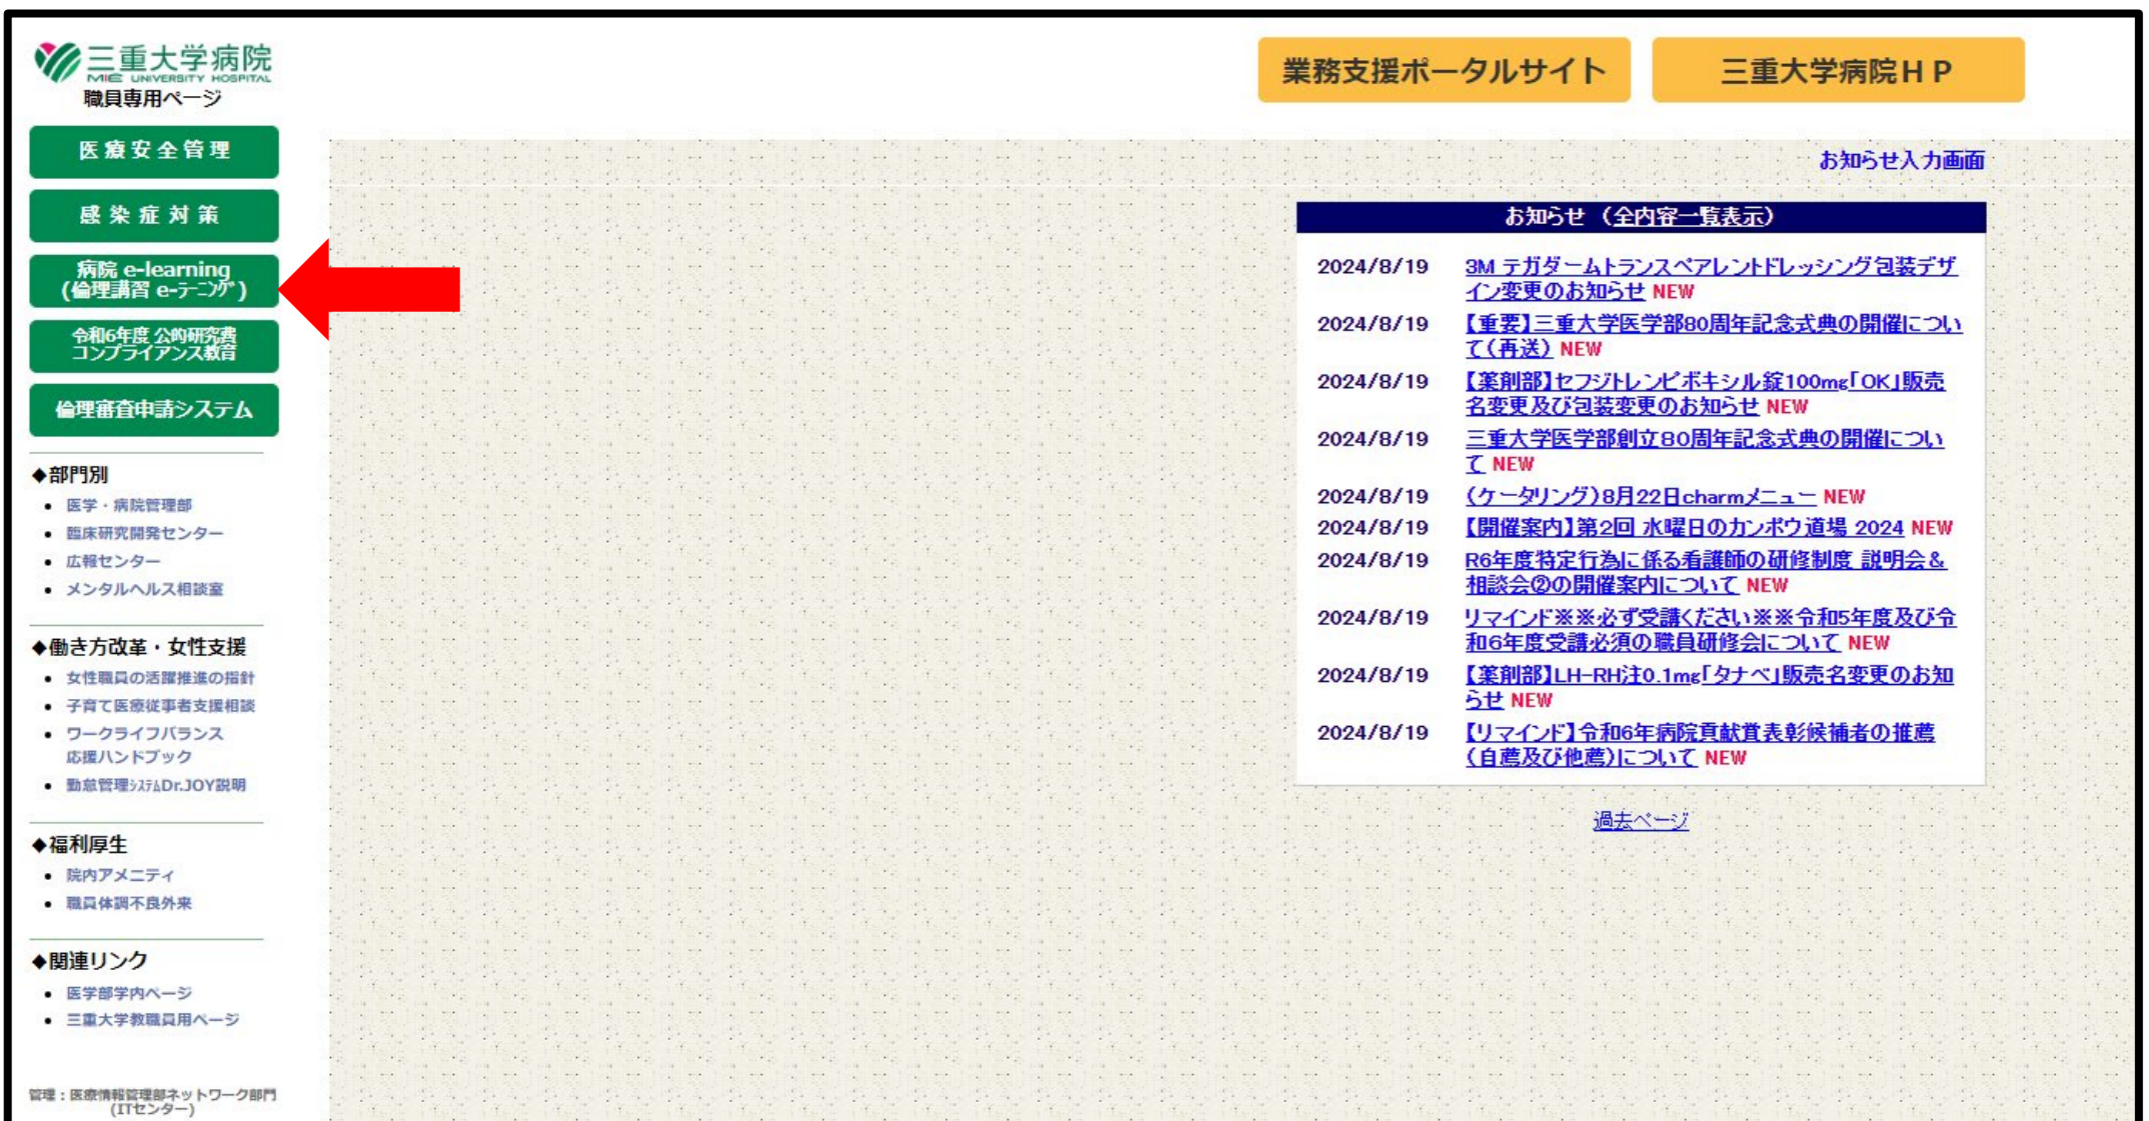 三重大学病院
MIE UNIVERSITY HOSPITAL
職員専用ページ
業務支援ポータルサイト
三重大学病院ＨＰ
医療安全管理
感染症対策
病院 e-learning
(倫理講習 e-ﾗｰﾆﾝｸﾞ)
令和6年度 公的研究費
コンプライアンス教育
倫理審査申請システム
◆部門別
• 医学・病院管理部
• 臨床研究開発センター
• 広報センター
• メンタルヘルス相談室
◆働き方改革・女性支援
• 女性職員の活躍推進の指針
• 子育て医療従事者支援相談
• ワークライフバランス
応援ハンドブック
• 勤怠管理ｼｽﾃﾑDr.JOY説明
◆福利厚生
• 院内アメニティ
• 職員体調不良外来
◆関連リンク
• 医学部学内ページ
• 三重大学教職員用ページ
管理：医療情報管理部ネットワーク部門
(ITセンター)
お知らせ入力画面
お知らせ （全内容一覧表示）
2024/8/19 3M テガダームトランスペアレントドレッシング包装デザ
イン変更のお知らせ NEW
2024/8/19 【重要】三重大学医学部80周年記念式典の開催につい
て（再送） NEW
2024/8/19 【薬剤部】セフジトレンピボキシル錠100mg「OK」販売
名変更及び包装変更のお知らせ NEW
2024/8/19 三重大学医学部創立８０周年記念式典の開催につい
て NEW
2024/8/19 （ケータリング）8月22日charmメニュー NEW
2024/8/19 【開催案内】第2回 水曜日のカンポウ道場 2024 NEW
2024/8/19 R6年度特定行為に係る看護師の研修制度 説明会＆
相談会②の開催案内について NEW
2024/8/19 リマインド※※必ず受講ください※※令和5年度及び令
和6年度受講必須の職員研修会について NEW
2024/8/19 【薬剤部】LH-RH注0.1mg「タナベ」販売名変更のお知
らせ NEW
2024/8/19 【リマインド】令和6年病院貢献賞表彰候補者の推薦
（自薦及び他薦）について NEW
過去ページ